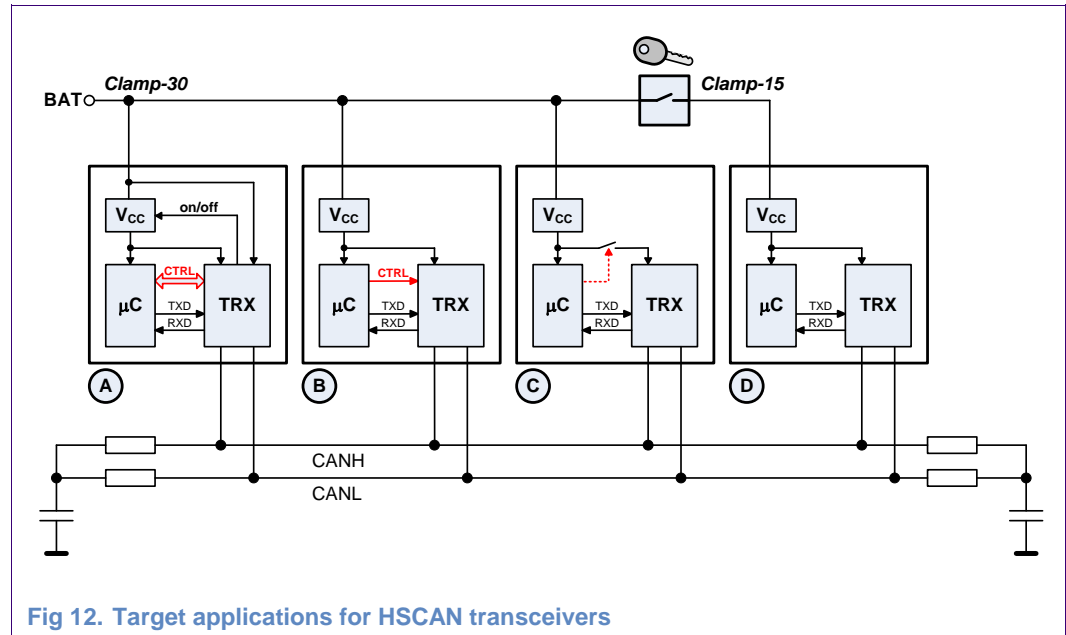 Clamp-30
Clamp-15
BAT
VCC
on/off
CTRL
µC
TRX
TXD
RXD
A
VCC
CTRL
µC
TRX
TXD
RXD
B
VCC
µC
TRX
TXD
RXD
C
VCC
µC
TRX
TXD
RXD
D
CANH
CANL
Fig 12. Target applications for HSCAN transceivers